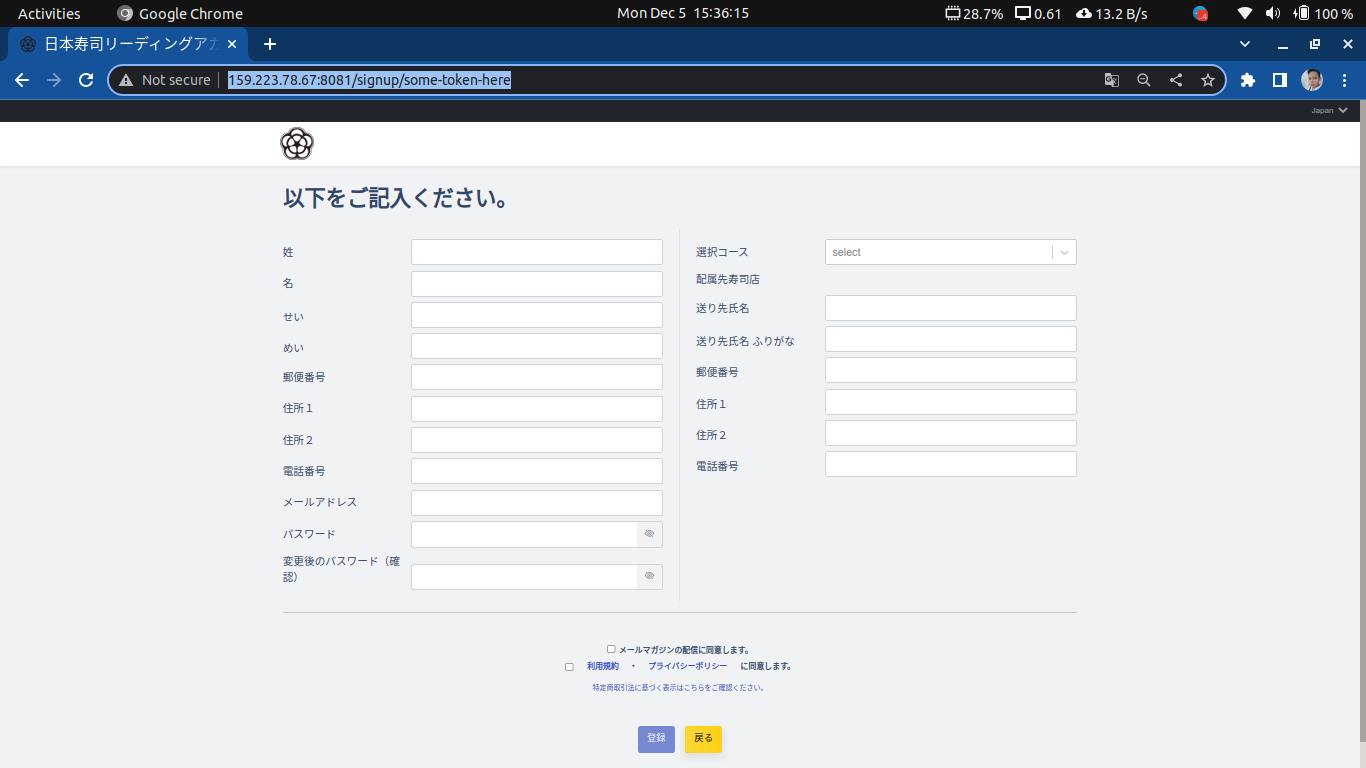 Activities
Google Chrome
Mon Dec 5 15:36:15
28.7%
0.61
13.2 B/s
100 %
日本寿司リーディングアカ
Not secure
159.223.78.67:8081/signup/some-token-here
Japan
以下をご記入ください。
姓
名
せい
めい
郵便番号
住所１
住所２
電話番号
メールアドレス
パスワード
変更後のパスワード（確
認）
選択コース
select
配属先寿司店
送り先氏名
送り先氏名 ふりがな
郵便番号
住所１
住所２
電話番号
メールマガジンの配信に同意します。
利用規約 ・ プライバシーポリシー に同意します。
特定商取引法に基づく表示はこちらをご確認ください。
登録
戻る